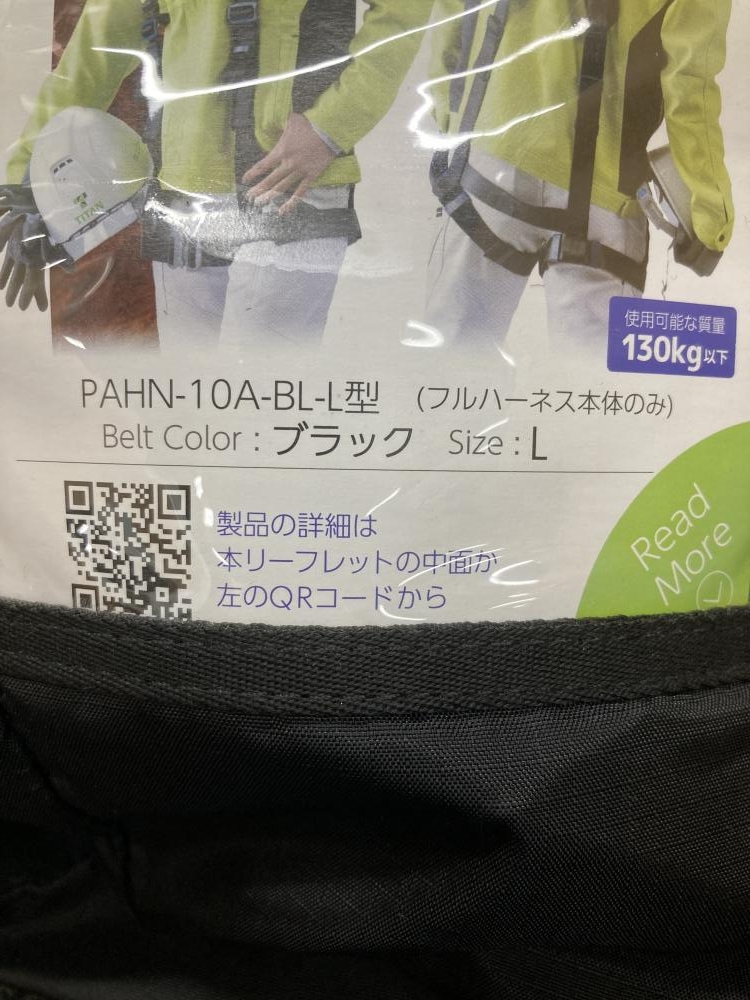 TITAN
使用可能な質量
130kg以下
PAHN-10A-BL-L型 (フルハーネス本体のみ)
Belt Color : ブラック Size : L
製品の詳細は
本リーフレットの中面か
左のQRコードから
Read
More